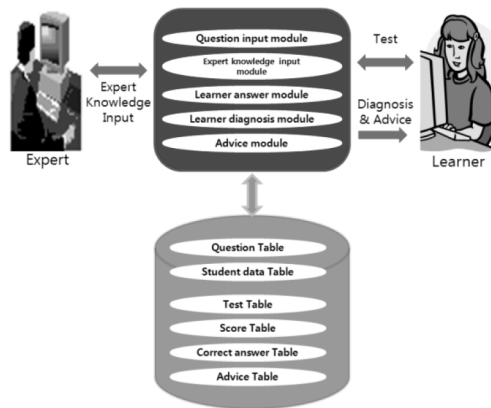 Question input module
Expert knowledge input
module
Learner answer module
Learner diagnosis module
Advice module
Expert
Knowledge
Input
Expert
Test
Diagnosis
& Advice
Learner
Question Table
Student data Table
Test Table
Score Table
Correct answer Table
Advice Table